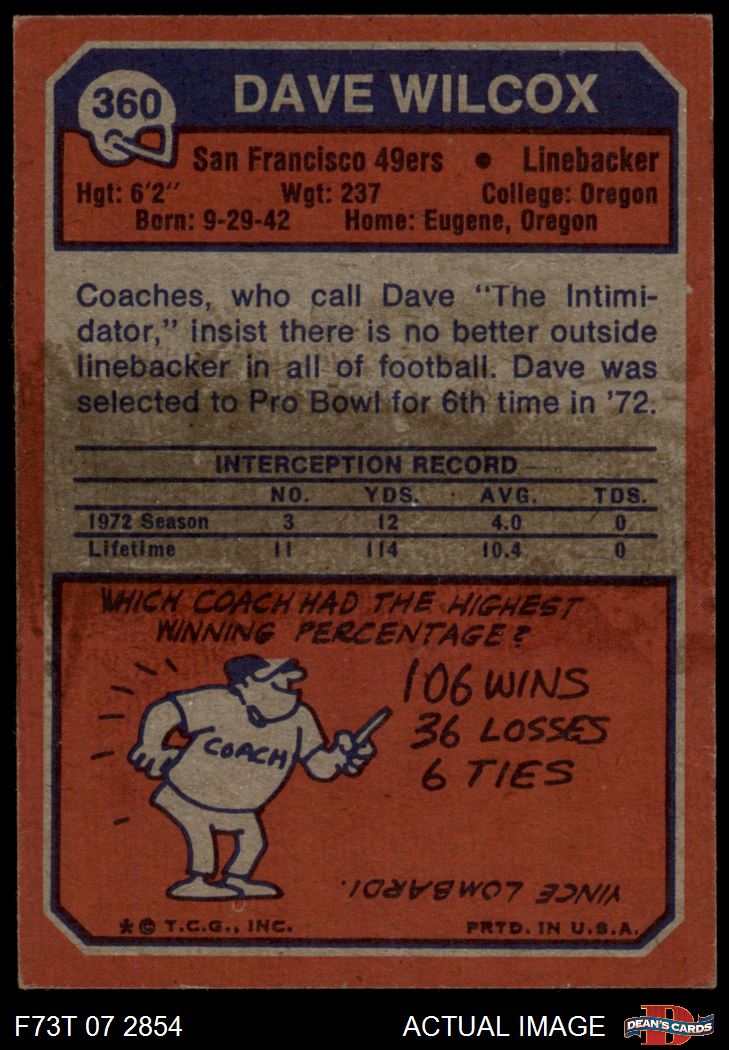 360
DAVE WILCOX
San Francisco 49ers • Linebacker
Hgt: 6'2" Wgt: 237 College: Oregon
Born: 9-29-42 Home: Eugene, Oregon
Coaches, who call Dave "The Intimi-
dator," insist there is no better outside
linebacker in all of football. Dave was
selected to Pro Bowl for 6th time in '72.
INTERCEPTION RECORD
NO. YDS. AVG. TDS.
1972 Season 3 12 4.0 0
Lifetime 11 114 10.4 0
WHICH COACH HAD THE HIGHEST
WINNING PERCENTAGE?
106 WINS
36 LOSSES
6 TIES
COACH
VINCE LOMBARDI.
* © T.C.G., INC. PRTD. IN U.S.A.
F73T 07 2854 ACTUAL IMAGE
D
DEAN'S CARDS